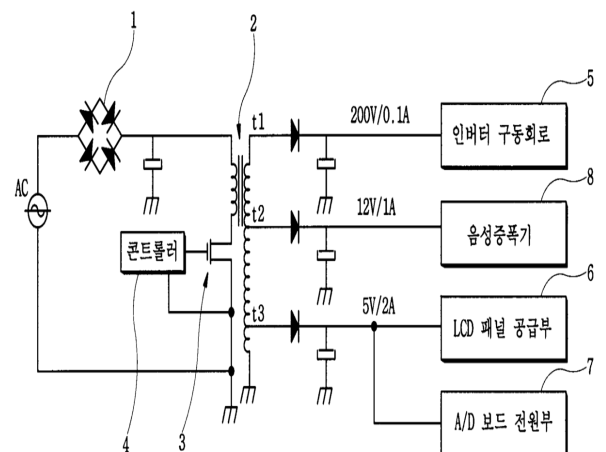 1
2
5
t1
200V/0.1A
인버터 구동회로
AC
8
t2
12V/1A
음성증폭기
콘트롤러
6
t3
5V/2A
LCD 패널 공급부
7
4
3
A/D 보드 전원부